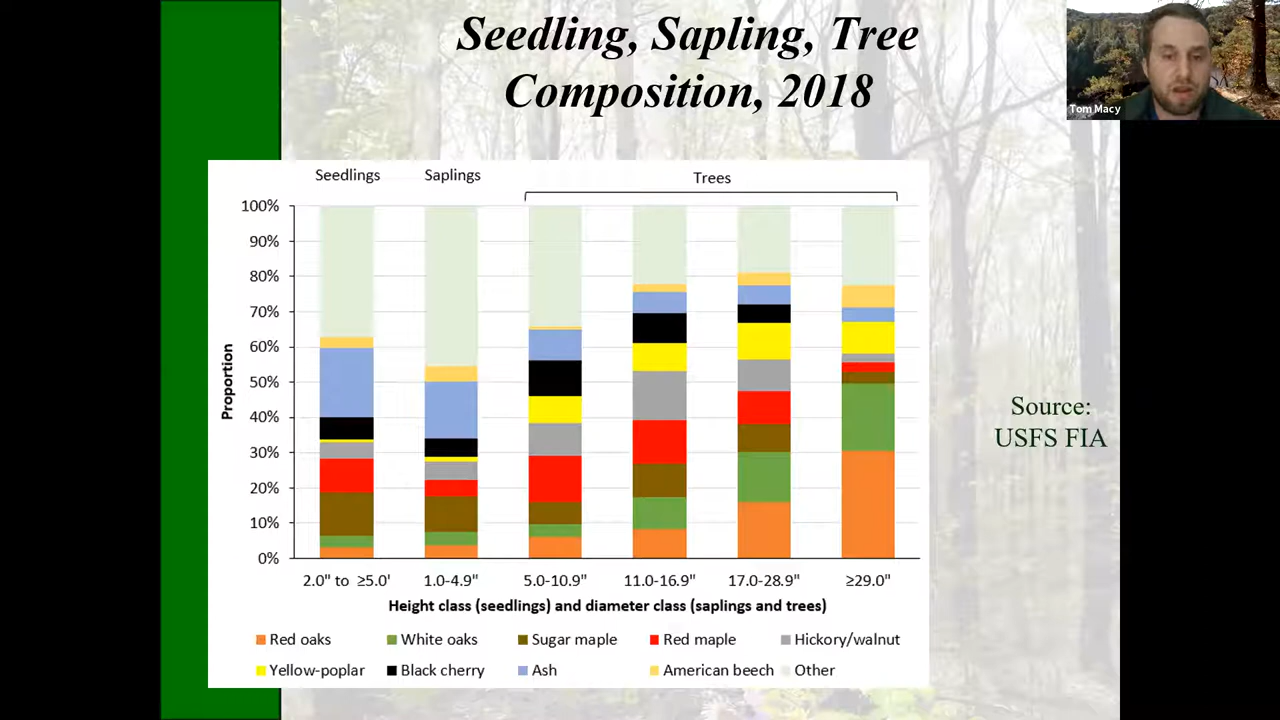 Seedling, Sapling, Tree
Composition, 2018
Tom Macy
Seedlings
Saplings
Trees
100%
90%
80%
70%
60%
50%
40%
30%
20%
10%
0%
Proportion
2.0" to ≥5.0'
1.0-4.9"
5.0-10.9"
11.0-16.9"
17.0-28.9"
≥29.0"
Height class (seedlings) and diameter class (saplings and trees)
Red oaks
White oaks
Sugar maple
Red maple
Hickory/walnut
Yellow-poplar
Black cherry
Ash
American beech
Other
Source:
USFS FIA